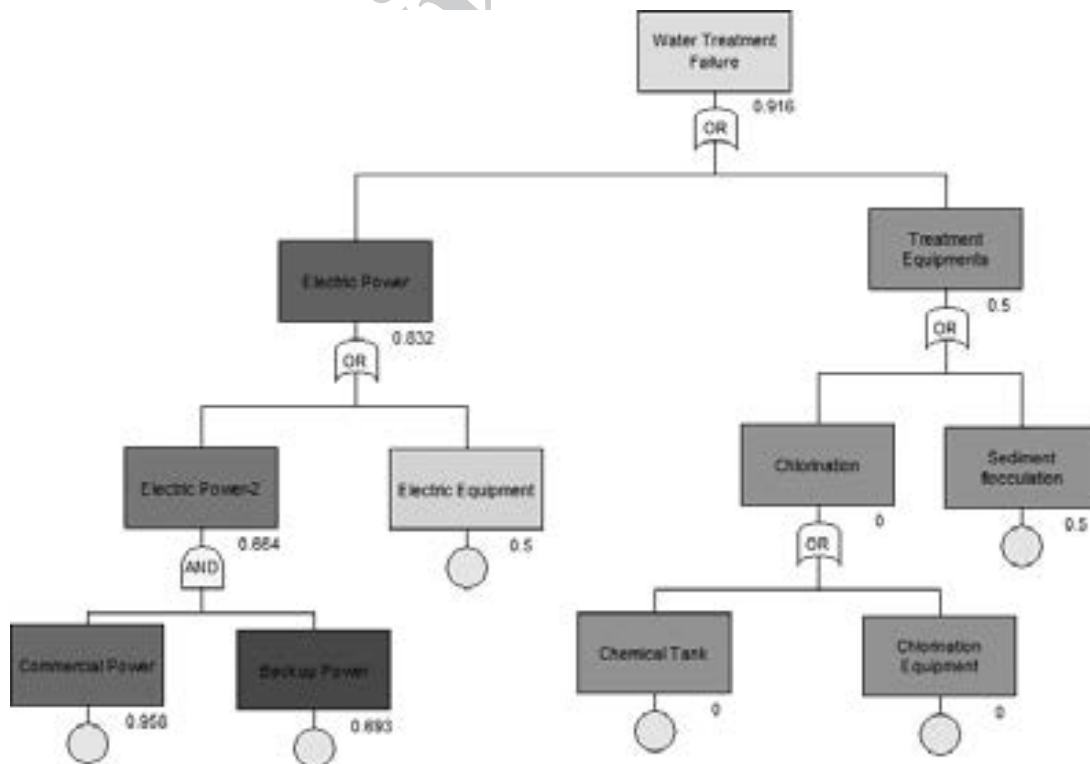 Water Treatment
Failure
0.916
OR
Treatment
Equipments
0.5
Electric Power
0.832
OR
OR
Chlorination
0
Sediment
flocculation
0.5
Electric Power-2
0.664
Electric Equipment
0.5
AND
OR
Commercial Power
0.958
Backup Power
0.693
Chemical Tank
0
Chlorination
Equipment
0